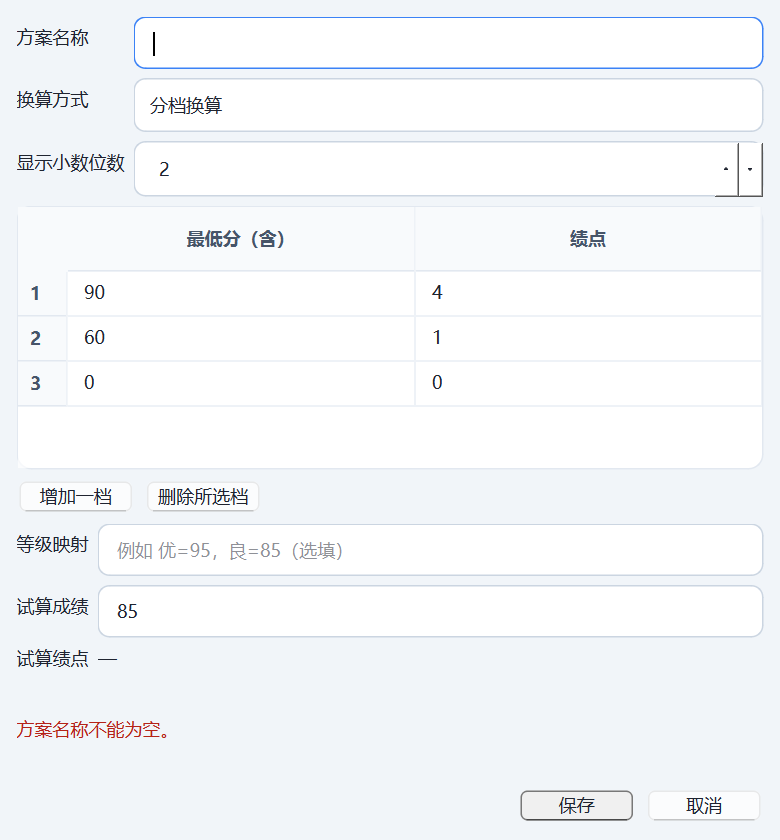 方案名称
换算方式 分档换算
显示小数位数 2
最低分（含） 绩点
1 90 4
2 60 1
3 0 0
增加一档 删除所选档
等级映射 例如 优=95，良=85（选填）
试算成绩 85
试算绩点 —
方案名称不能为空。
保存 取消